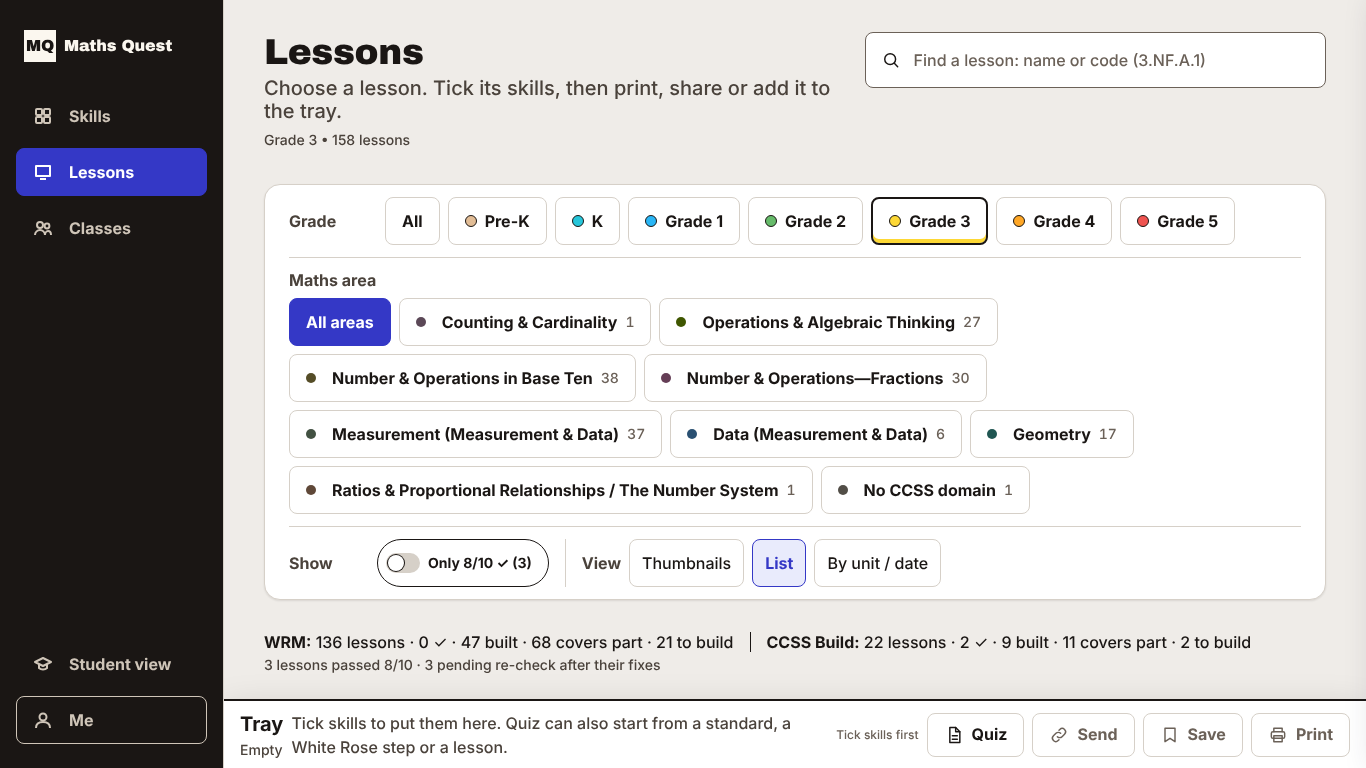 MQ Maths Quest
Skills
Lessons
Classes
Student view
Me
Lessons
Choose a lesson. Tick its skills, then print, share or add it to
the tray.
Grade 3 • 158 lessons
Find a lesson: name or code (3.NF.A.1)
Grade All Pre-K K Grade 1 Grade 2 Grade 3 Grade 4 Grade 5
Maths area
All areas Counting & Cardinality 1 Operations & Algebraic Thinking 27
Number & Operations in Base Ten 38 Number & Operations—Fractions 30
Measurement (Measurement & Data) 37 Data (Measurement & Data) 6 Geometry 17
Ratios & Proportional Relationships / The Number System 1 No CCSS domain 1
Show Only 8/10 ✓ (3) View Thumbnails List By unit / date
WRM: 136 lessons · 0 ✓ · 47 built · 68 covers part · 21 to build CCSS Build: 22 lessons · 2 ✓ · 9 built · 11 covers part · 2 to build
3 lessons passed 8/10 · 3 pending re-check after their fixes
Tray Tick skills to put them here. Quiz can also start from a standard, a
Empty White Rose step or a lesson.
Tick skills first Quiz Send Save Print